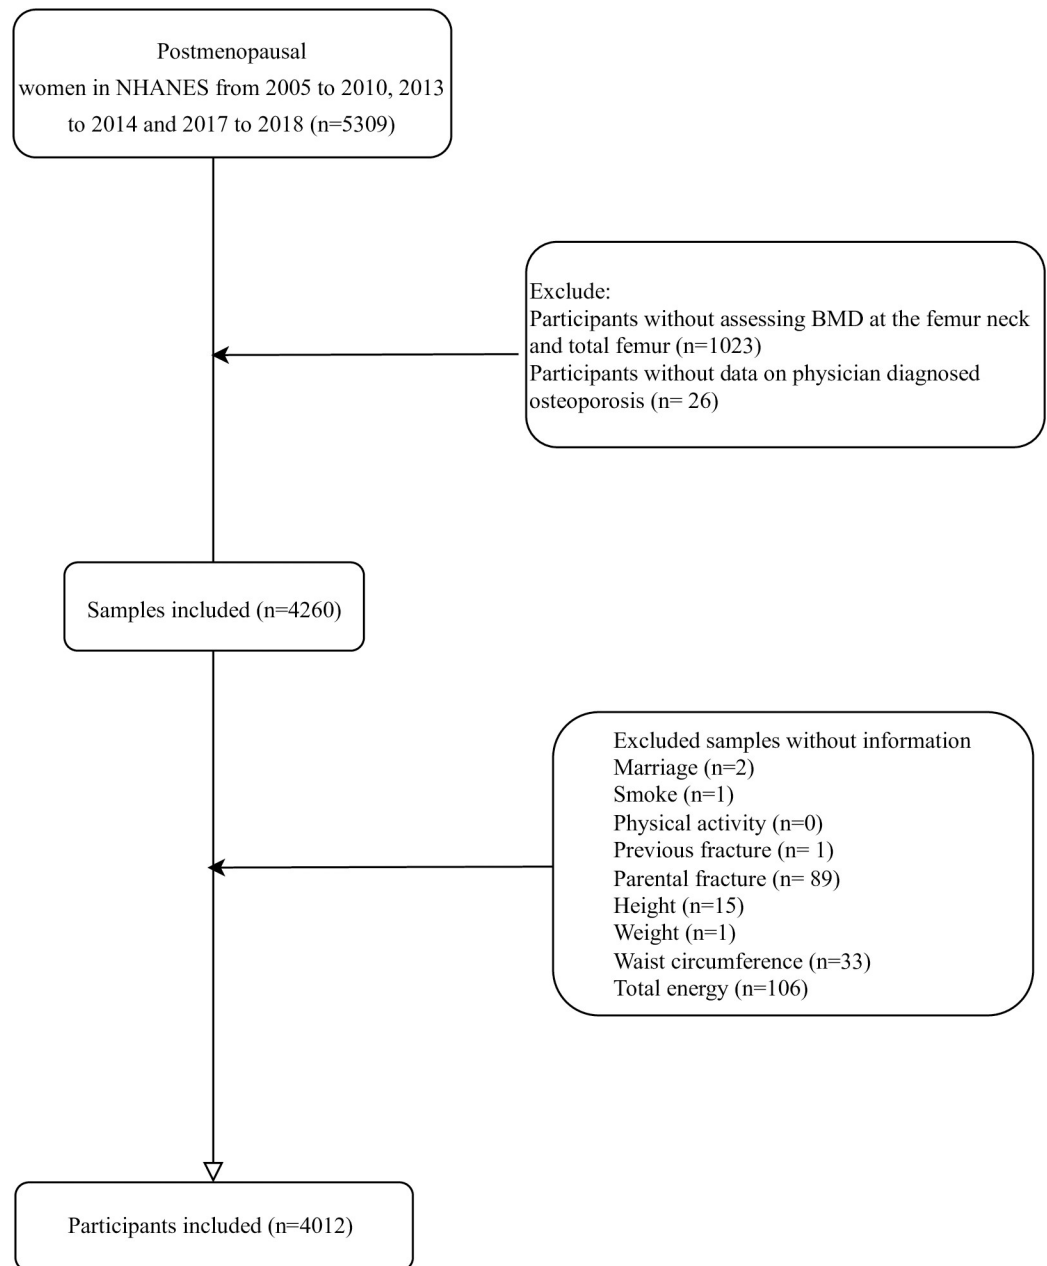 Postmenopausal
women in NHANES from 2005 to 2010, 2013
to 2014 and 2017 to 2018 (n=5309)
Exclude:
Participants without assessing BMD at the femur neck
and total femur (n=1023)
Participants without data on physician diagnosed
osteoporosis (n= 26)
Samples included (n=4260)
Excluded samples without information
Marriage (n=2)
Smoke (n=1)
Physical activity (n=0)
Previous fracture (n= 1)
Parental fracture (n= 89)
Height (n=15)
Weight (n=1)
Waist circumference (n=33)
Total energy (n=106)
Participants included (n=4012)